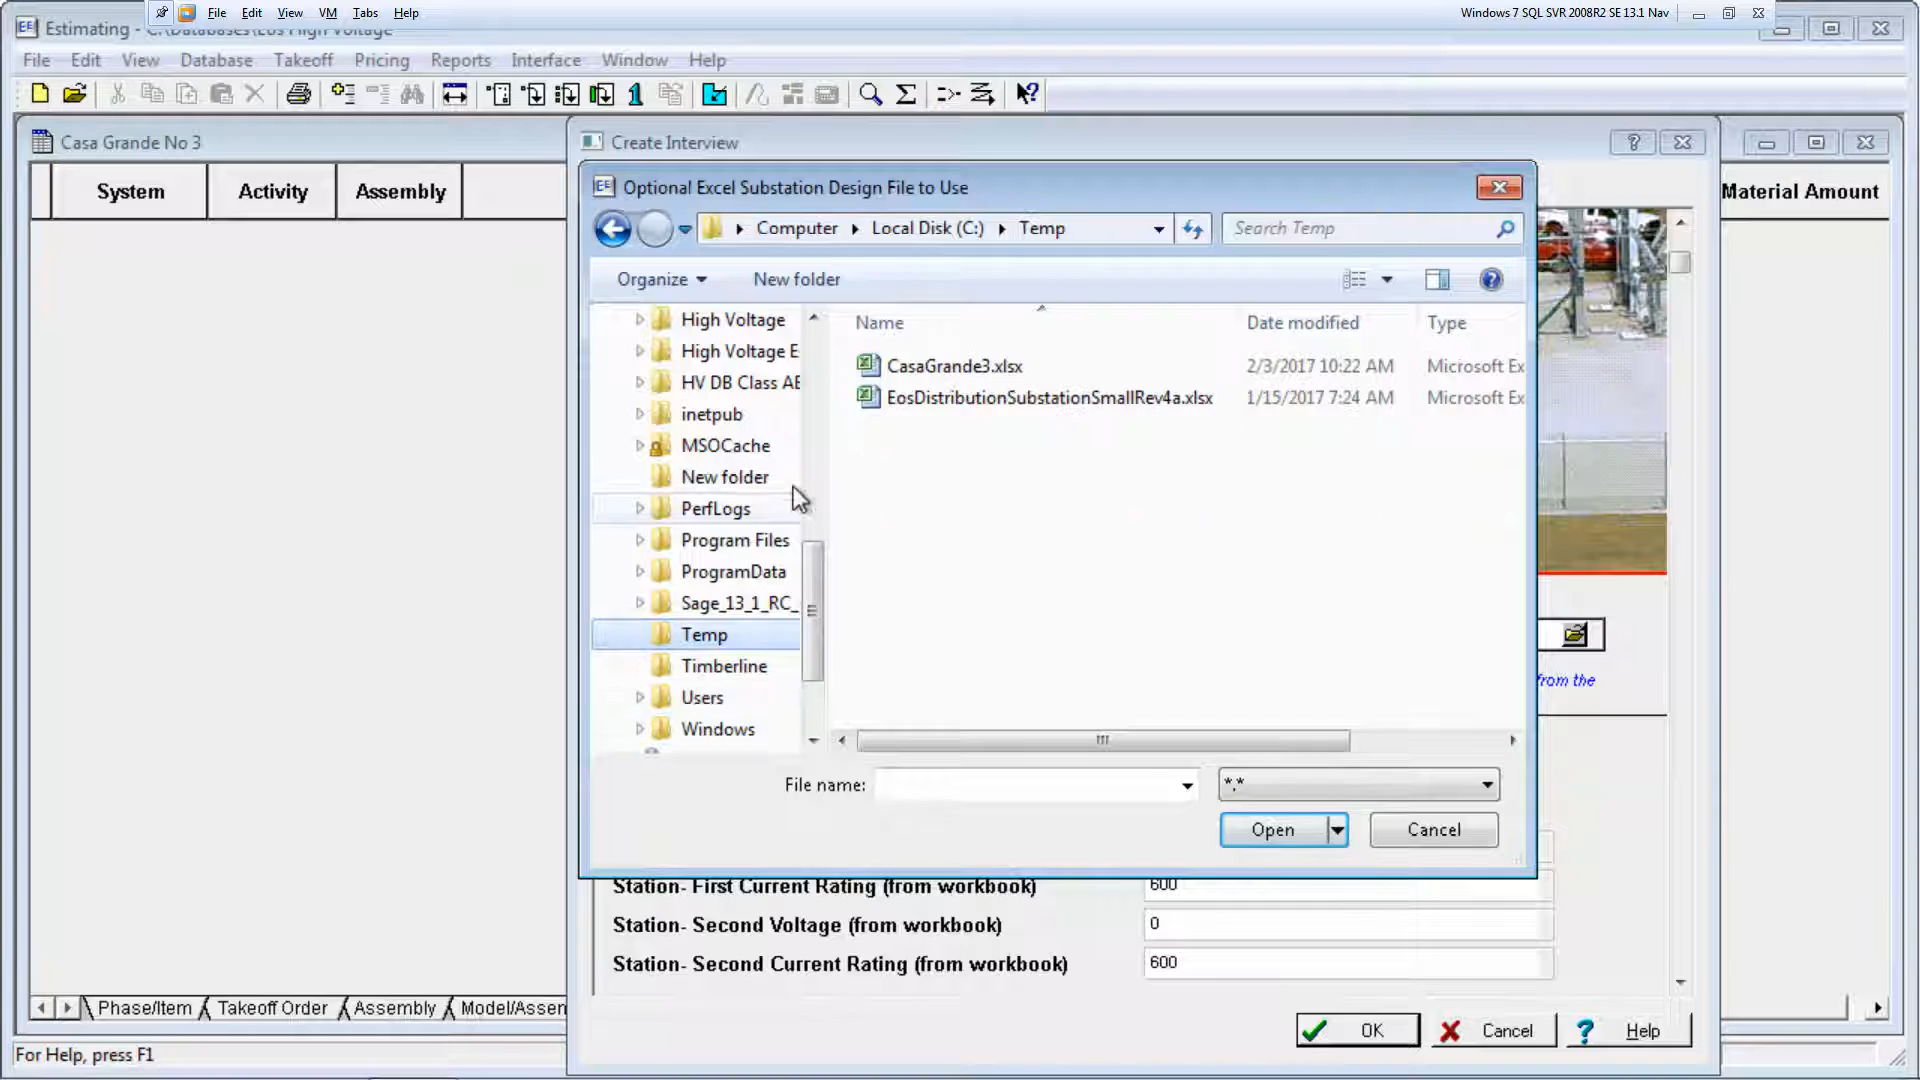 File Edit View VM Tabs Help
Windows 7 SQL SVR 2008R2 SE 13.1 Nav
Estimating - C:\Databases\Eos High Voltage
File Edit View Database Takeoff Pricing Reports Interface Window Help
Casa Grande No 3
Create Interview
System Activity Assembly
Material Amount
Optional Excel Substation Design File to Use
Computer Local Disk (C:) Temp
Search Temp
Organize New folder
Name Date modified Type
High Voltage
High Voltage E
HV DB Class AE
inetpub
MSOCache
New folder
PerfLogs
Program Files
ProgramData
Sage_13_1_RC_
Temp
Timberline
Users
Windows
CasaGrande3.xlsx 2/3/2017 10:22 AM Microsoft Ex
EosDistributionSubstationSmallRev4a.xlsx 1/15/2017 7:24 AM Microsoft Ex
from the
File name: *.*
Open Cancel
Station- First Current Rating (from workbook) 600
Station- Second Voltage (from workbook) 0
Station- Second Current Rating (from workbook) 600
Phase/Item Takeoff Order Assembly Model/Assem
OK Cancel Help
For Help, press F1